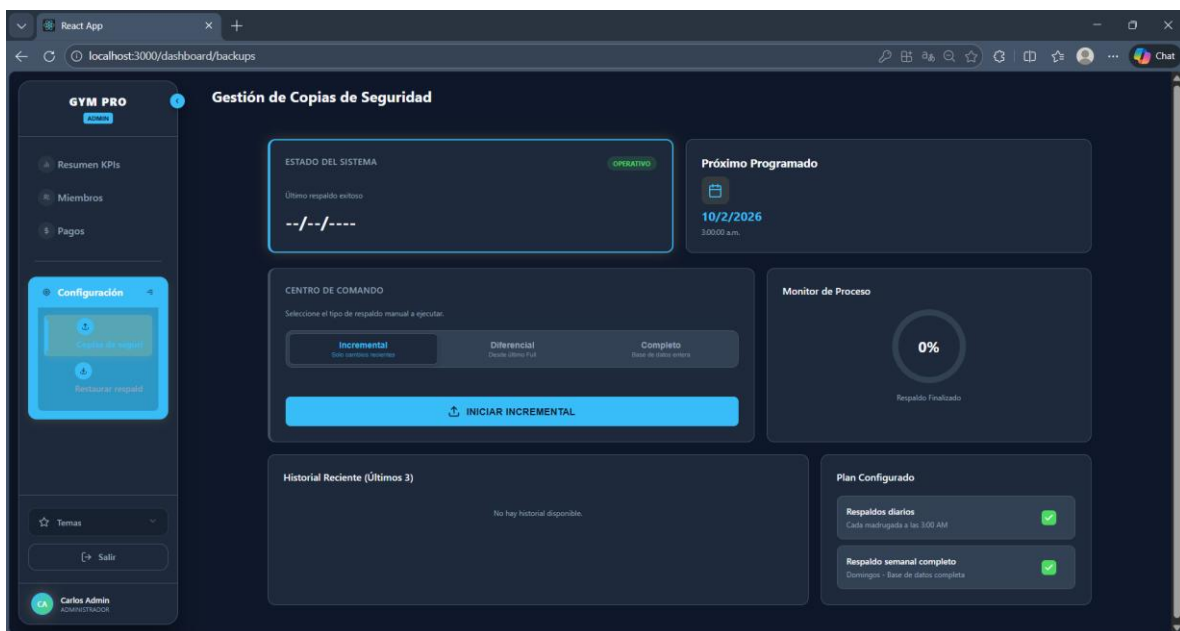 React App
localhost:3000/dashboard/backups
Chat
GYM PRO
ADMIN
Resumen KPIs
Miembros
Pagos
Configuración
Copias de seguri
Restaurar respald
Temas
Salir
CA
Carlos Admin
ADMINISTRADOR
Gestión de Copias de Seguridad
ESTADO DEL SISTEMA
OPERATIVO
Último respaldo exitoso
--/--/----
Próximo Programado
10/2/2026
3:00:00 a.m.
CENTRO DE COMANDO
Seleccione el tipo de respaldo manual a ejecutar.
Incremental
Solo cambios recientes
Diferencial
Desde último Full
Completo
Base de datos entera
INICIAR INCREMENTAL
Monitor de Proceso
0%
Respaldo Finalizado
Historial Reciente (Últimos 3)
No hay historial disponible.
Plan Configurado
Respaldos diarios
Cada madrugada a las 3:00 AM
Respaldo semanal completo
Domingos - Base de datos completa